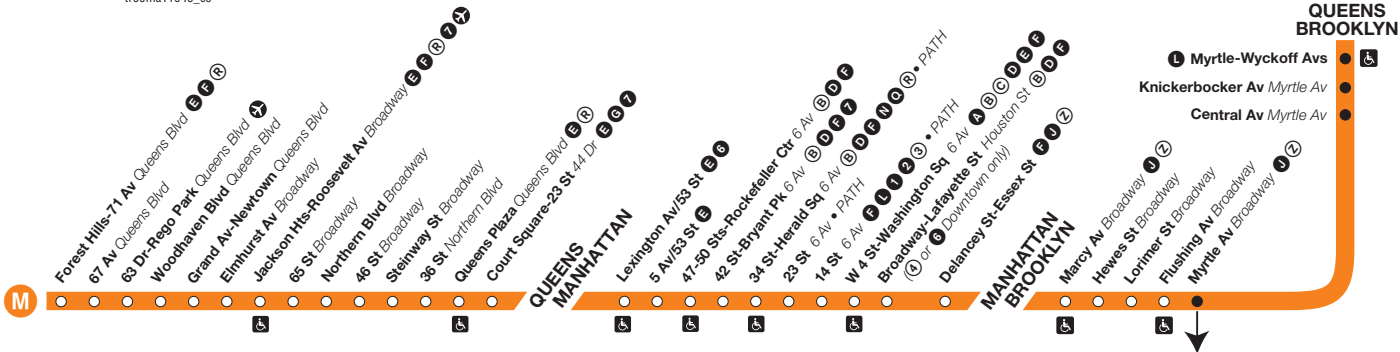 M
Forest Hills-71 Av Queens Blvd E F R
67 Av Queens Blvd
63 Dr-Rego Park Queens Blvd
Woodhaven Blvd Queens Blvd
Grand Av-Newtown Queens Blvd
Elmhurst Av Broadway
Jackson Hts-Roosevelt Av Broadway E F R 7
65 St Broadway
Northern Blvd Broadway
46 St Broadway
Steinway St Broadway
36 St Northern Blvd
Queens Plaza Queens Blvd E R
Court Square-23 St 44 Dr E G 7
QUEENS
MANHATTAN
Lexington Av/53 St E 6
5 Av/53 St E
47-50 Sts-Rockefeller Ctr 6 Av B D F
42 St-Bryant Pk 6 Av B D F 7
34 St-Herald Sq 6 Av B D F N Q R • PATH
23 St 6 Av • PATH
14 St 6 Av F L 1 2 3 • PATH
W 4 St-Washington Sq 6 Av A B C D E F
Broadway-Lafayette St Houston St B D F
(4 or 6 Downtown only)
Delancey St-Essex St F J Z
MANHATTAN
BROOKLYN
Marcy Av Broadway J Z
Hewes St Broadway
Lorimer St Broadway
Flushing Av Broadway
Myrtle Av Broadway J Z
Central Av Myrtle Av
Knickerbocker Av Myrtle Av
L Myrtle-Wyckoff Avs
QUEENS
BROOKLYN